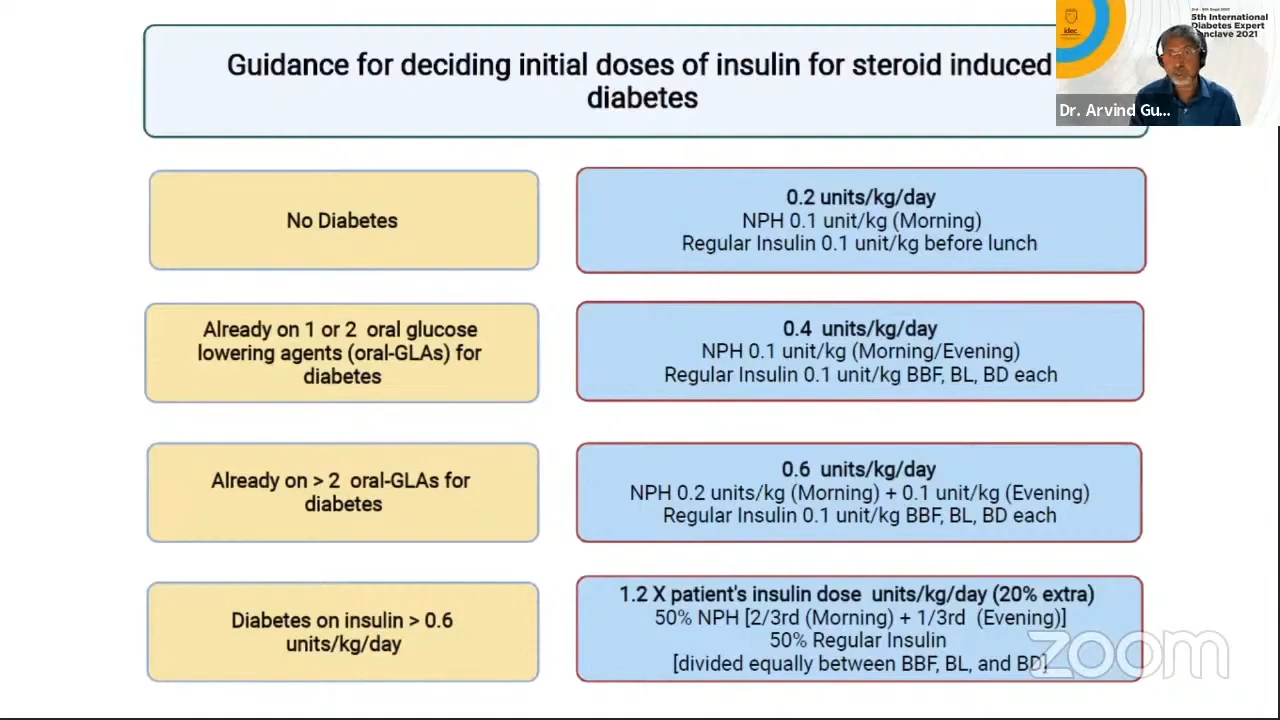 Guidance for deciding initial doses of insulin for steroid induced
diabetes
5th International
Diabetes Expert
Conclave 2021
idec
Dr. Arvind Gu...
No Diabetes
0.2 units/kg/day
NPH 0.1 unit/kg (Morning)
Regular Insulin 0.1 unit/kg before lunch
Already on 1 or 2 oral glucose
lowering agents (oral-GLAs) for
diabetes
0.4 units/kg/day
NPH 0.1 unit/kg (Morning/Evening)
Regular Insulin 0.1 unit/kg BBF, BL, BD each
Already on > 2 oral-GLAs for
diabetes
0.6 units/kg/day
NPH 0.2 units/kg (Morning) + 0.1 unit/kg (Evening)
Regular Insulin 0.1 unit/kg BBF, BL, BD each
Diabetes on insulin > 0.6
units/kg/day
1.2 X patient's insulin dose units/kg/day (20% extra)
50% NPH [2/3rd (Morning) + 1/3rd (Evening)]
50% Regular Insulin
[divided equally between BBF, BL, and BD]
zoom